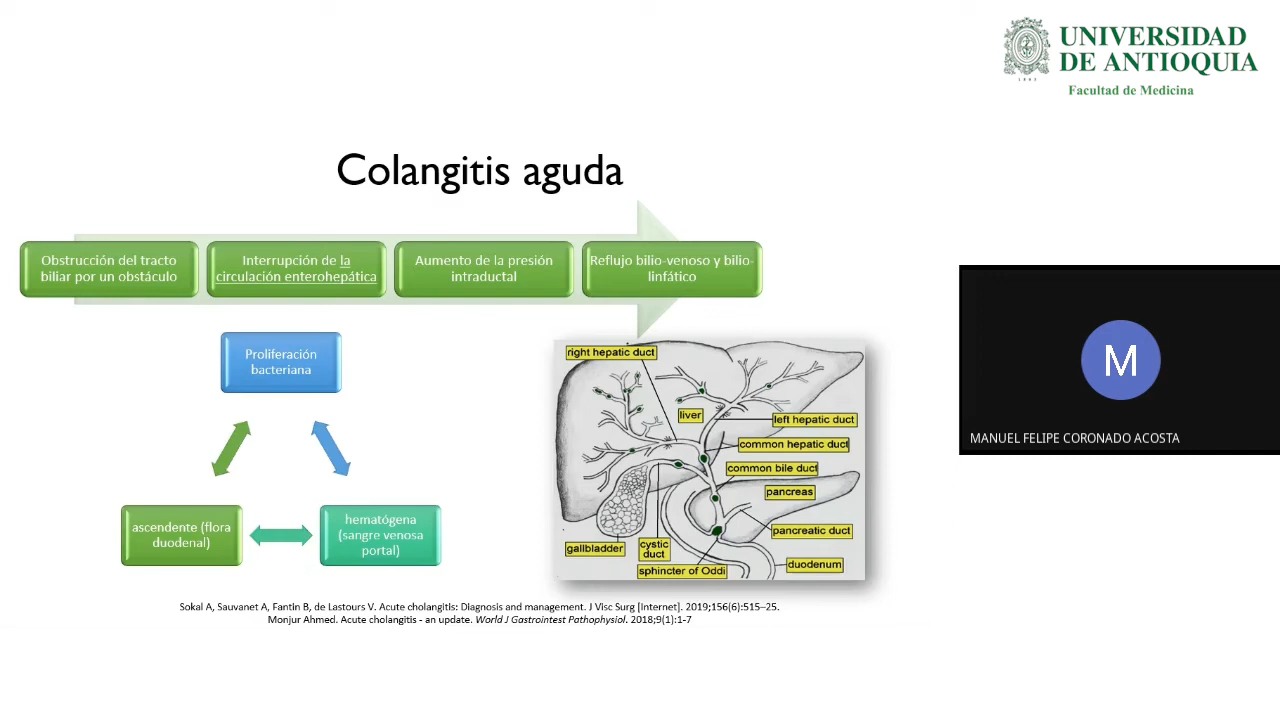 UNIVERSIDAD
DE ANTIOQUIA
1803
Facultad de Medicina
Colangitis aguda
Obstrucción del tracto
biliar por un obstáculo
Interrupción de la
circulación enterohepática
Aumento de la presión
intraductal
Reflujo bilio-venoso y bilio-
linfático
Proliferación
bacteriana
ascendente (flora
duodenal)
hematógena
(sangre venosa
portal)
right hepatic duct
liver
left hepatic duct
common hepatic duct
common bile duct
pancreas
pancreatic duct
gallbladder
cystic
duct
sphincter of Oddi
duodenum
M
MANUEL FELIPE CORONADO ACOSTA
Sokal A, Sauvanet A, Fantin B, de Lastours V. Acute cholangitis: Diagnosis and management. J Visc Surg [Internet]. 2019;156(6):515–25.
Monjur Ahmed. Acute cholangitis - an update. World J Gastrointest Pathophysiol. 2018;9(1):1-7